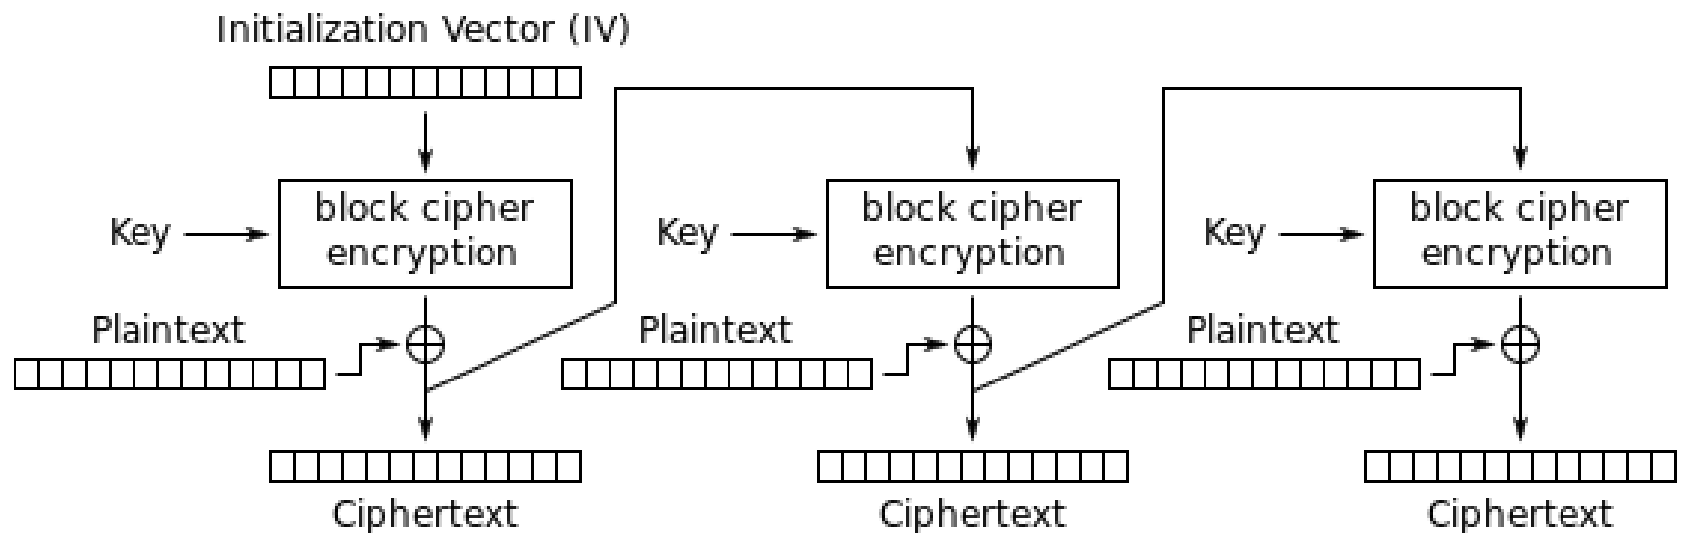 Initialization Vector (IV)
Key
block cipher
encryption
Plaintext
Ciphertext
Key
block cipher
encryption
Plaintext
Ciphertext
Key
block cipher
encryption
Plaintext
Ciphertext